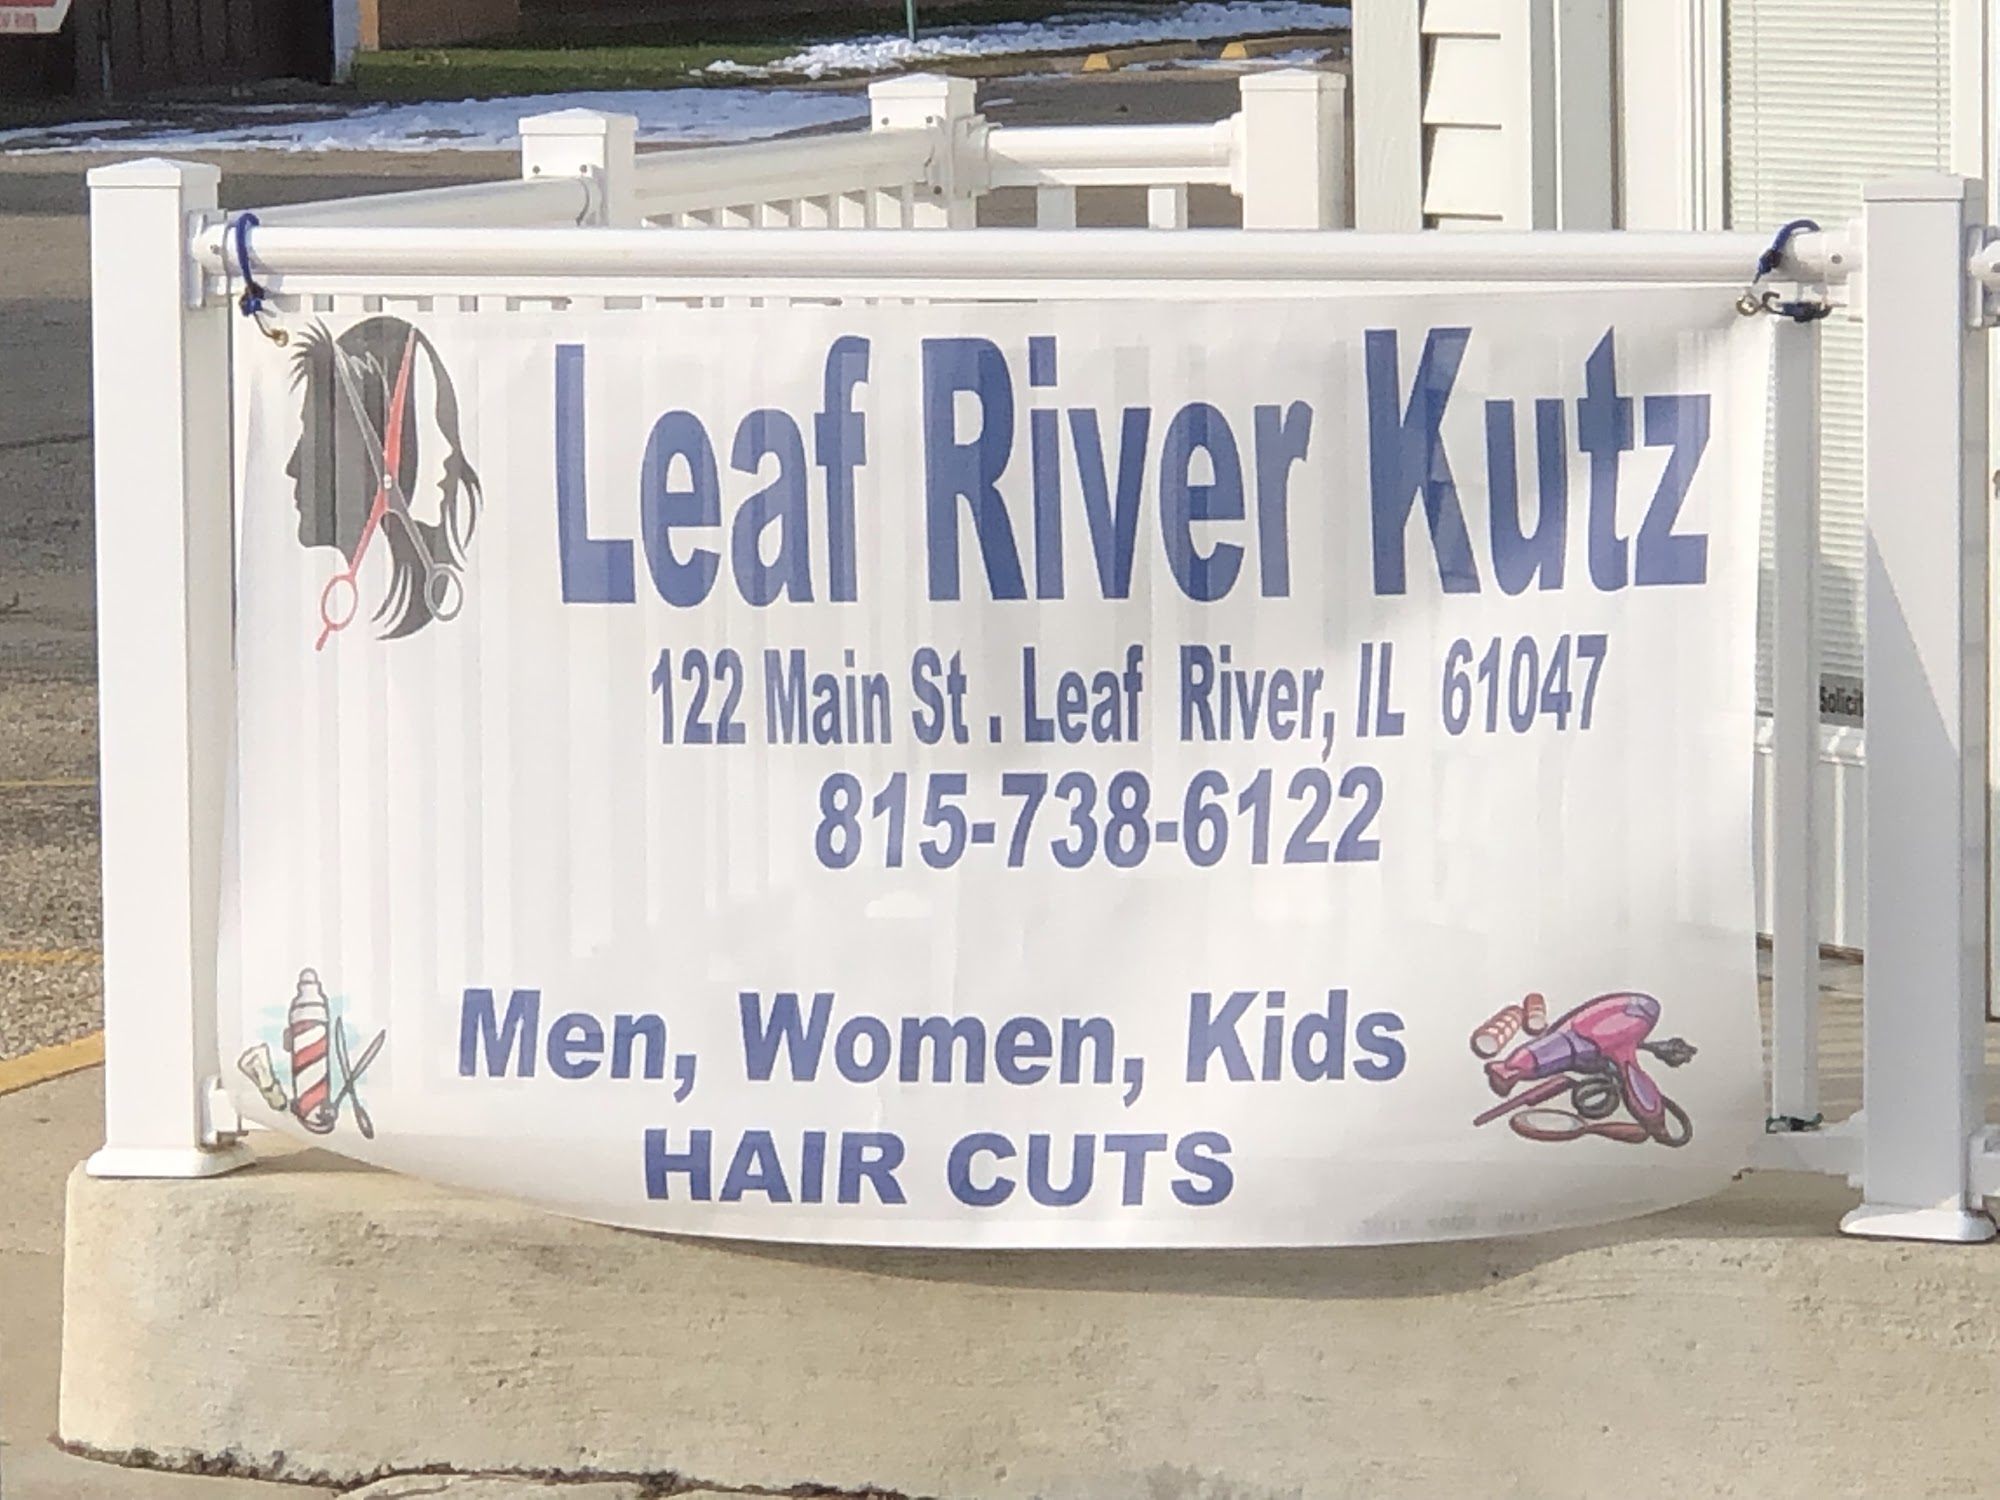 Leaf River Kutz
122 Main St . Leaf River, IL 61047
815-738-6122
Men, Women, Kids
HAIR CUTS